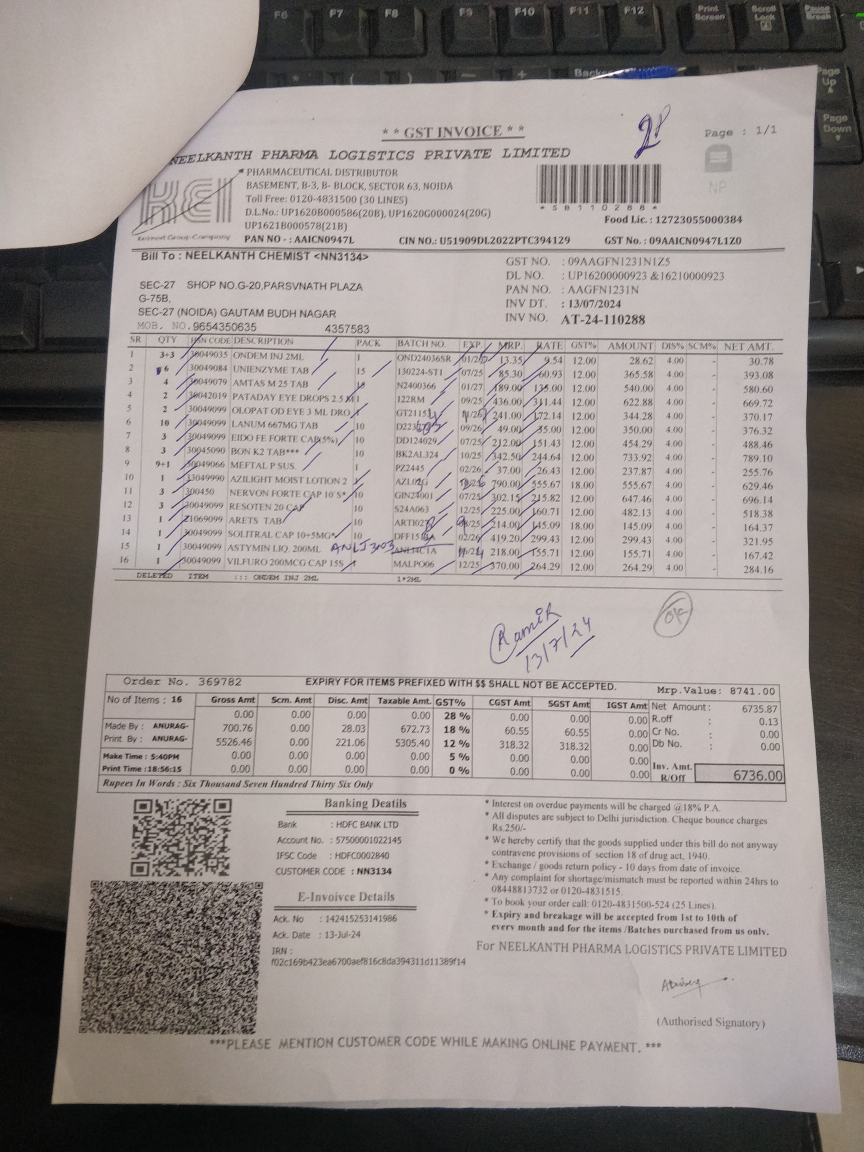 F6 F7 F8 F9 F10 F11 F12 Print Screen Scroll Lock Pause Break
Page Up
Page Down
** GST INVOICE **
Page : 1/1
NEELKANTH PHARMA LOGISTICS PRIVATE LIMITED
PHARMACEUTICAL DISTRIBUTOR
BASEMENT, B-3, B- BLOCK, SECTOR 63, NOIDA
Toll Free: 0120-4831500 (30 LINES)
D.L.No.: UP1620B000586(20B), UP1620G000024(20G)
UP1621B000578(21B)
PAN NO - : AAICN0947L CIN NO.: U51909DL2022PTC394129 GST No. : 09AAICN0947L1Z0
KEI
NP
*58110288*
Food Lic. : 12723055000384
Bill To : NEELKANTH CHEMIST <NN3134>
SEC-27 SHOP NO.G-20,PARSVNATH PLAZA
G-75B,
SEC-27 (NOIDA) GAUTAM BUDH NAGAR
MOB. NO.9654350635 4357583
GST NO. : 09AAGFN1231N1Z5
DL NO. : UP16200000923 &16210000923
PAN NO. : AAGFN1231N
INV DT. : 13/07/2024
INV NO. AT-24-110288
SR QTY HSN CODE DESCRIPTION PACK BATCH NO. EXP. MRP. RATE GST% AMOUNT DIS% SCM% NET AMT.
1 3+3 30049035 ONDEM INJ 2ML 1 OND24036SR 01/26 13.35 9.54 12.00 28.62 4.00 - 30.78
2 6 30049084 UNIENZYME TAB 15 130224-ST1 07/25 85.30 60.93 12.00 365.58 4.00 - 393.08
3 4 30049079 AMTAS M 25 TAB N2400366 01/27 189.00 135.00 12.00 540.00 4.00 - 580.60
4 2 30042019 PATADAY EYE DROPS 2.5 M 1 122RM 09/25 436.00 311.44 12.00 622.88 4.00 - 669.72
5 2 30049099 OLOPAT OD EYE 3 ML DRO 1 241.00 172.14 12.00 344.28 4.00 - 370.17
6 10 30049099 LANUM 667MG TAB 10 09/26 49.00 35.00 12.00 350.00 4.00 - 376.32
7 3 30049099 EIDO FE FORTE CAP(5%) 10 DD124029 07/25 212.00 151.43 12.00 454.29 4.00 - 488.46
8 3 30045090 BON K2 TAB*** 10 BK2AL324 10/25 342.50 244.64 12.00 733.92 4.00 - 789.10
9 9+1 30049066 MEFTAL P SUS. 1 PZ2445 02/26 37.00 26.43 12.00 237.87 4.00 - 255.76
10 1 33049990 AZILIGHT MOIST LOTION 2 790.00 555.67 18.00 555.67 4.00 - 629.46
11 3 300450 NERVON FORTE CAP 10'S* 10 GIN24001 07/25 302.15 215.82 12.00 647.46 4.00 - 696.14
12 3 30049099 RESOTEN 20 CAP 10 S24A063 12/25 225.00 160.71 12.00 482.13 4.00 - 518.38
13 1 21069099 ARETS TAB 10 214.00 145.09 18.00 145.09 4.00 - 164.37
14 1 30049099 SOLITRAL CAP 10+5MG* 10 02/26 419.20 299.43 12.00 299.43 4.00 - 321.95
15 1 30049099 ASTYMIN LIQ. 200ML 218.00 155.71 12.00 155.71 4.00 - 167.42
16 1 30049099 VILFURO 200MCG CAP 15S MALPO06 12/25 370.00 264.29 12.00 264.29 4.00 - 284.16
DELETED ITEM ::: ONDEM INJ 2ML 1*2ML
13/7/24
OK
Order No. 369782 EXPIRY FOR ITEMS PREFIXED WITH $$ SHALL NOT BE ACCEPTED. Mrp.Value: 8741.00
No of Items : 16 Gross Amt Scm. Amt Disc. Amt Taxable Amt. GST% CGST Amt SGST Amt IGST Amt Net Amount: 6735.87
0.00 0.00 0.00 0.00 28 % 0.00 0.00 0.00 R.off : 0.13
Made By : ANURAG- 700.76 0.00 28.03 672.73 18 % 60.55 60.55 0.00 Cr No. : 0.00
Print By : ANURAG- 5526.46 0.00 221.06 5305.40 12 % 318.32 318.32 0.00 Db No. : 0.00
Make Time : 5:40PM 0.00 0.00 0.00 0.00 5 % 0.00 0.00 0.00
Print Time :18:56:15 0.00 0.00 0.00 0.00 0 % 0.00 0.00 0.00 Inv. Amt. R/Off 6736.00
Rupees In Words : Six Thousand Seven Hundred Thirty Six Only
Banking Deatils
Bank : HDFC BANK LTD
Account No. : 57500001022145
IFSC Code : HDFC0002840
CUSTOMER CODE : NN3134
E-Invoivce Details
Ack. No : 142415253141986
Ack. Date : 13-Jul-24
IRN :
f02c169b423ea6700aef816c8da394311d11389f14
* Interest on overdue payments will be charged @18% P.A.
* All disputes are subject to Delhi jurisdiction. Cheque bounce charges
Rs.250/-
* We hereby certify that the goods supplied under this bill do not anyway
contravene provisions of section 18 of drug act, 1940.
* Exchange / goods return policy - 10 days from date of invoice.
* Any complaint for shortage/mismatch must be reported within 24hrs to
08448813732 or 0120-4831515.
* To book your order call: 0120-4831500-524 (25 Lines)
* Expiry and breakage will be accepted from 1st to 10th of
every month and for the items /Batches purchased from us only.
For NEELKANTH PHARMA LOGISTICS PRIVATE LIMITED
(Authorised Signatory)
***PLEASE MENTION CUSTOMER CODE WHILE MAKING ONLINE PAYMENT. ***